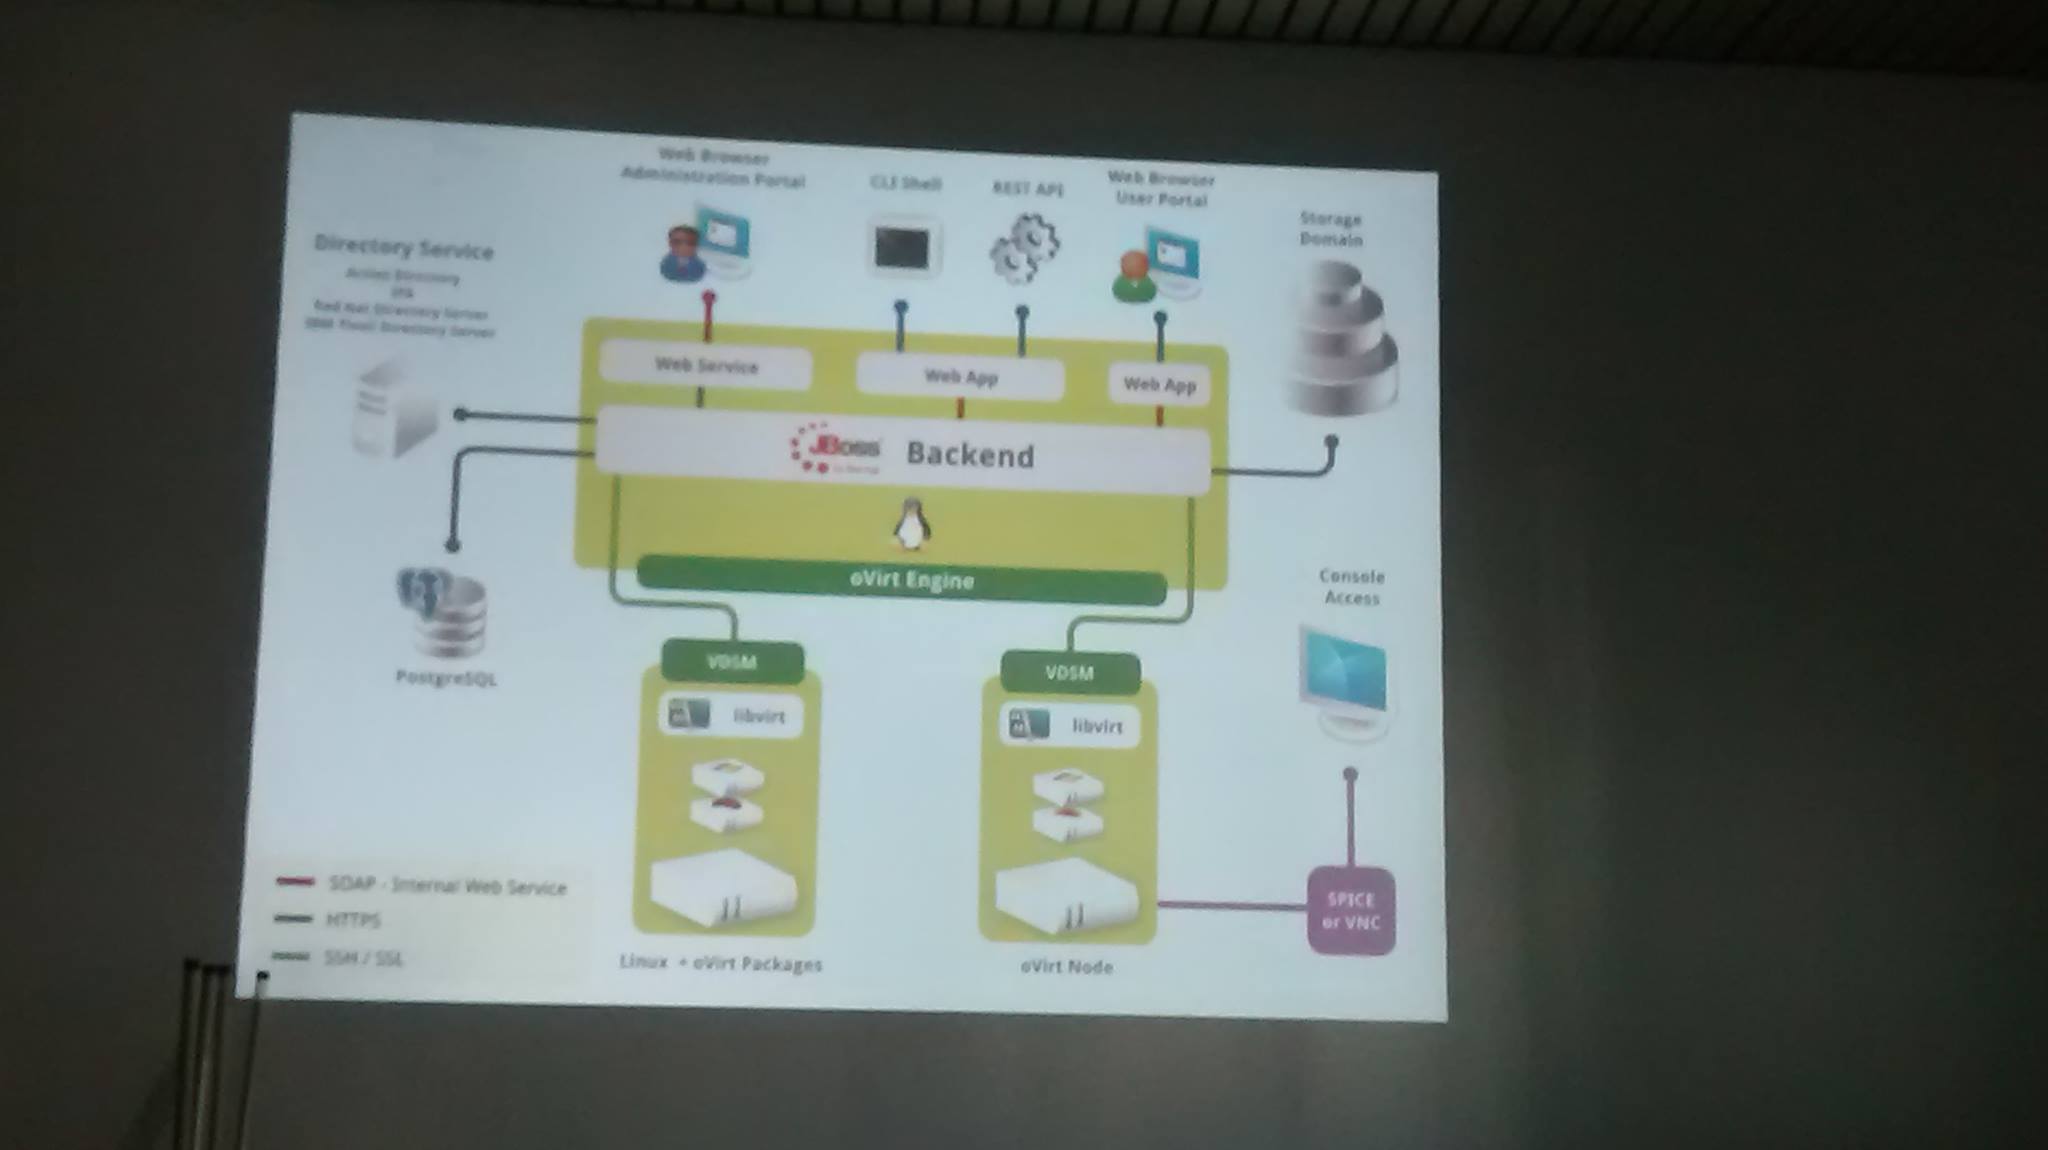 Web Browser
Administration Portal
CLI Shell
REST API
Web Browser
User Portal
Storage
Domain
Directory Service
Active Directory
IPA
Red Hat Directory Server
IBM Tivoli Directory Server
Web Service
Web App
Web App
JBoss
Backend
oVirt Engine
PostgreSQL
VDSM
libvirt
VDSM
libvirt
Console
Access
SPICE
or VNC
SOAP - Internal Web Service
HTTPS
SSH / SSL
Linux + oVirt Packages
oVirt Node